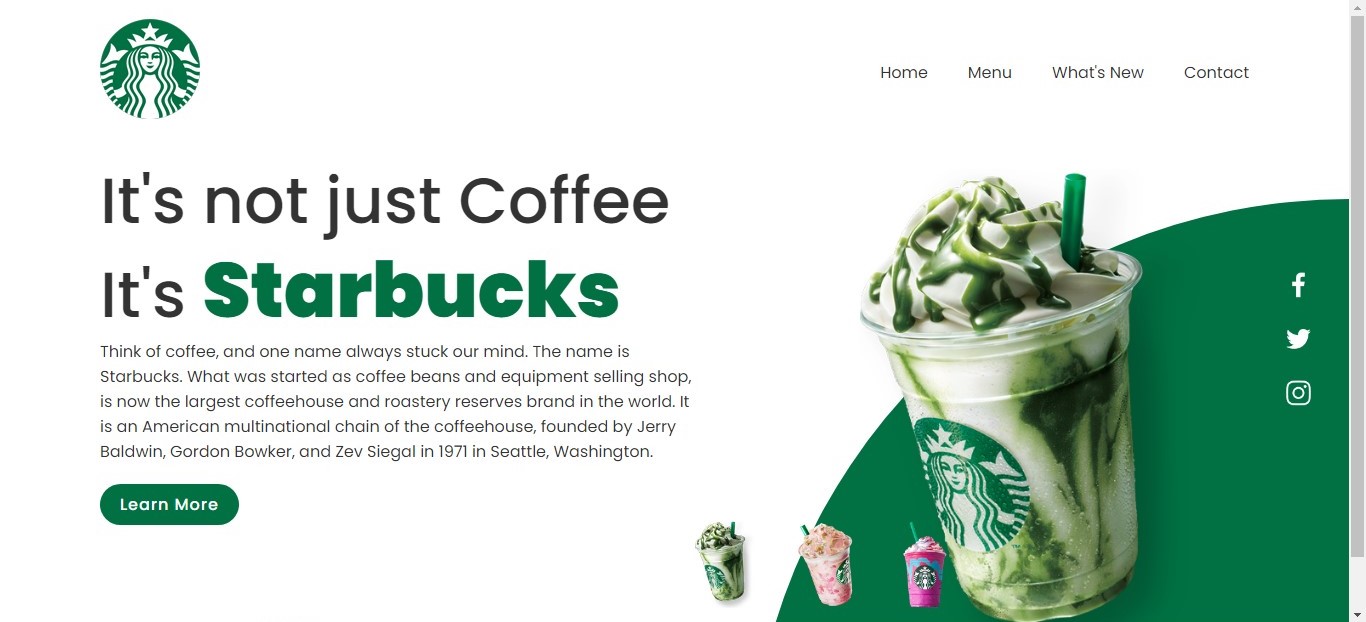 Home Menu What's New Contact
It's not just Coffee
It's Starbucks
Think of coffee, and one name always stuck our mind. The name is
Starbucks. What was started as coffee beans and equipment selling shop,
is now the largest coffeehouse and roastery reserves brand in the world. It
is an American multinational chain of the coffeehouse, founded by Jerry
Baldwin, Gordon Bowker, and Zev Siegal in 1971 in Seattle, Washington.
Learn More
TM